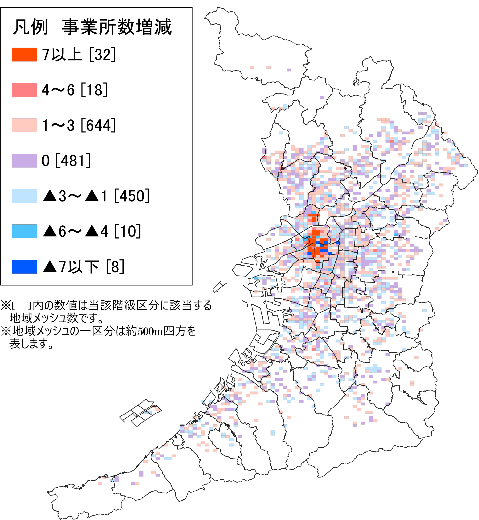 凡例 事業所数増減
7以上 [32]
4～6 [18]
1～3 [644]
0 [481]
▲3～▲1 [450]
▲6～▲4 [10]
▲7以下 [8]
※[ ]内の数値は当該階級区分に該当する
地域メッシュ数です。
※地域メッシュの一区分は約500m四方を
表します。